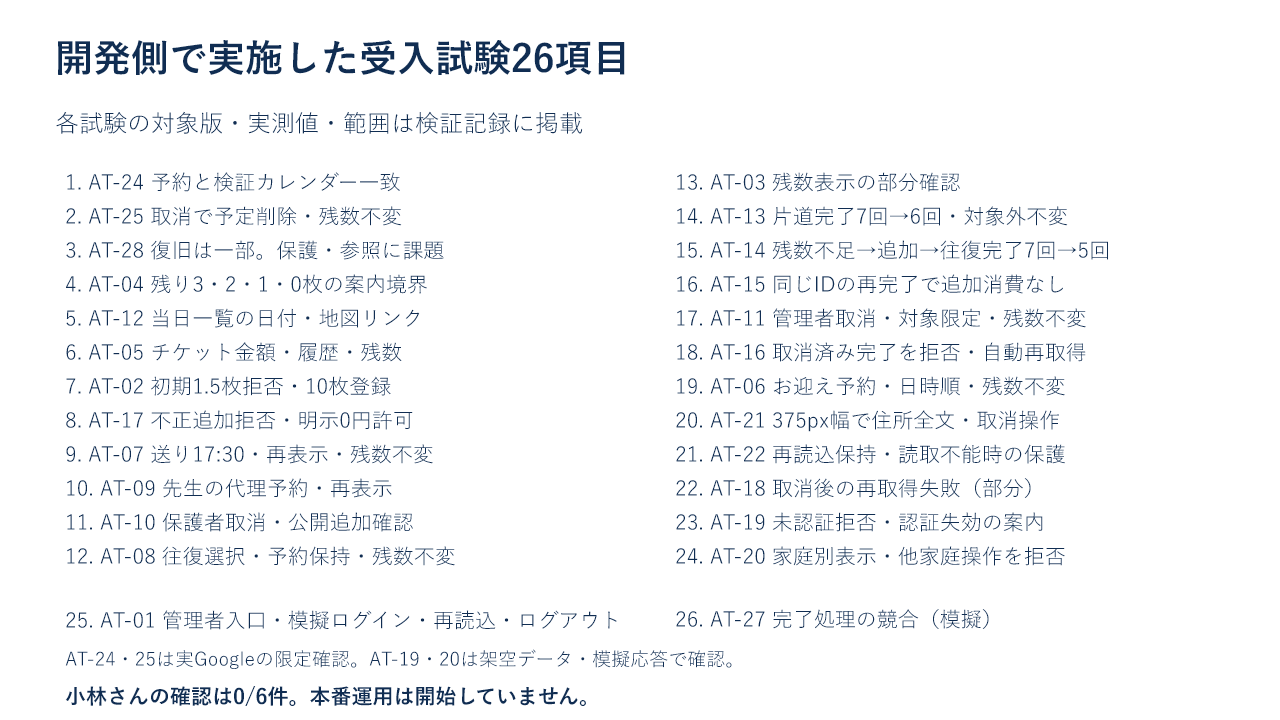 開発側で実施した受入試験26項目
各試験の対象版・実測値・範囲は検証記録に掲載
1. AT-24 予約と検証カレンダー一致
2. AT-25 取消で予定削除・残数不変
3. AT-28 復旧は一部。保護・参照に課題
4. AT-04 残り3・2・1・0枚の案内境界
5. AT-12 当日一覧の日付・地図リンク
6. AT-05 チケット金額・履歴・残数
7. AT-02 初期1.5枚拒否・10枚登録
8. AT-17 不正追加拒否・明示0円許可
9. AT-07 送り17:30・再表示・残数不変
10. AT-09 先生の代理予約・再表示
11. AT-10 保護者取消・公開追加確認
12. AT-08 往復選択・予約保持・残数不変
13. AT-03 残数表示の部分確認
14. AT-13 片道完了7回→6回・対象外不変
15. AT-14 残数不足→追加→往復完了7回→5回
16. AT-15 同じIDの再完了で追加消費なし
17. AT-11 管理者取消・対象限定・残数不変
18. AT-16 取消済み完了を拒否・自動再取得
19. AT-06 お迎え予約・日時順・残数不変
20. AT-21 375px幅で住所全文・取消操作
21. AT-22 再読込保持・読取不能時の保護
22. AT-18 取消後の再取得失敗（部分）
23. AT-19 未認証拒否・認証失効の案内
24. AT-20 家庭別表示・他家庭操作を拒否
25. AT-01 管理者入口・模擬ログイン・再読込・ログアウト
26. AT-27 完了処理の競合（模擬）
AT-24・25は実Googleの限定確認。AT-19・20は架空データ・模擬応答で確認。
小林さんの確認は0/6件。本番運用は開始していません。